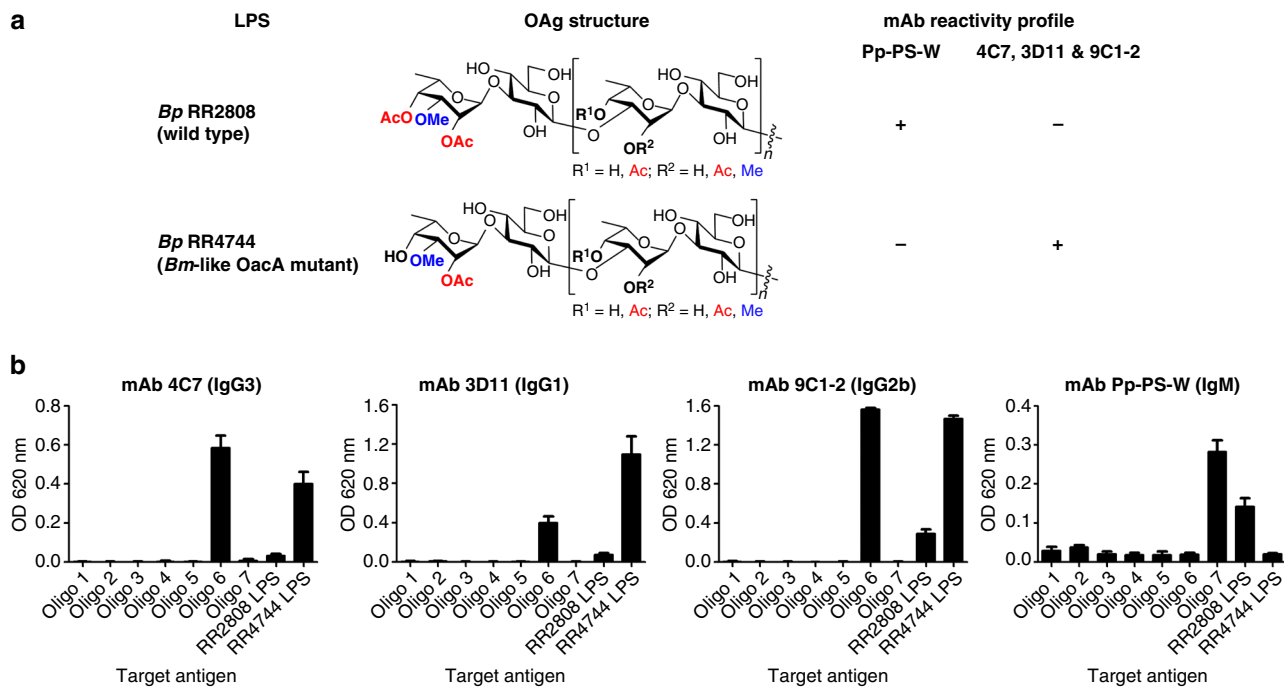 a
LPS
OAg structure
mAb reactivity profile
Pp-PS-W
4C7, 3D11 & 9C1-2
Bp RR2808
(wild type)
HO
HO
OH
O
O
O
O
AcO
OMe
OAc
OH
O
R¹O
OR²
HO
OH
O
O
O
OH
n
R¹ = H, Ac; R² = H, Ac, Me
+
–
Bp RR4744
(Bm-like OacA mutant)
HO
OH
O
O
O
O
HO
OMe
OAc
OH
O
R¹O
OR²
HO
OH
O
O
O
OH
n
R¹ = H, Ac; R² = H, Ac, Me
–
+
b
mAb 4C7 (IgG3)
OD 620 nm
0.8
0.6
0.4
0.2
0.0
Oligo 1
Oligo 2
Oligo 3
Oligo 4
Oligo 5
Oligo 6
Oligo 7
RR2808 LPS
RR4744 LPS
Target antigen
mAb 3D11 (IgG1)
OD 620 nm
1.6
1.2
0.8
0.4
0.0
Oligo 1
Oligo 2
Oligo 3
Oligo 4
Oligo 5
Oligo 6
Oligo 7
RR2808 LPS
RR4744 LPS
Target antigen
mAb 9C1-2 (IgG2b)
OD 620 nm
1.6
1.2
0.8
0.4
0.0
Oligo 1
Oligo 2
Oligo 3
Oligo 4
Oligo 5
Oligo 6
Oligo 7
RR2808 LPS
RR4744 LPS
Target antigen
mAb Pp-PS-W (IgM)
OD 620 nm
0.4
0.3
0.2
0.1
0.0
Oligo 1
Oligo 2
Oligo 3
Oligo 4
Oligo 5
Oligo 6
Oligo 7
RR2808 LPS
RR4744 LPS
Target antigen